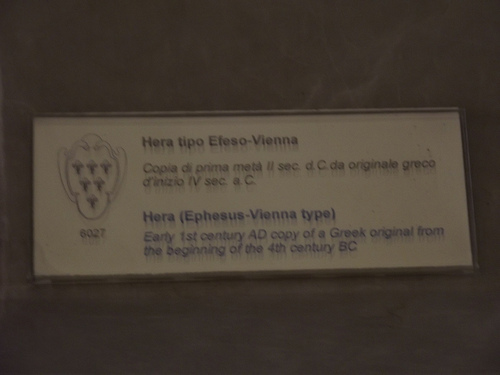 Hera tipo Efeso-Vienna
Copia di prima metà II sec. d.C.da originale greco
d'inizio IV sec. a.C.
Hera (Ephesus-Vienna type)
Early 1st century AD copy of a Greek original from
the beginning of the 4th century BC
6027